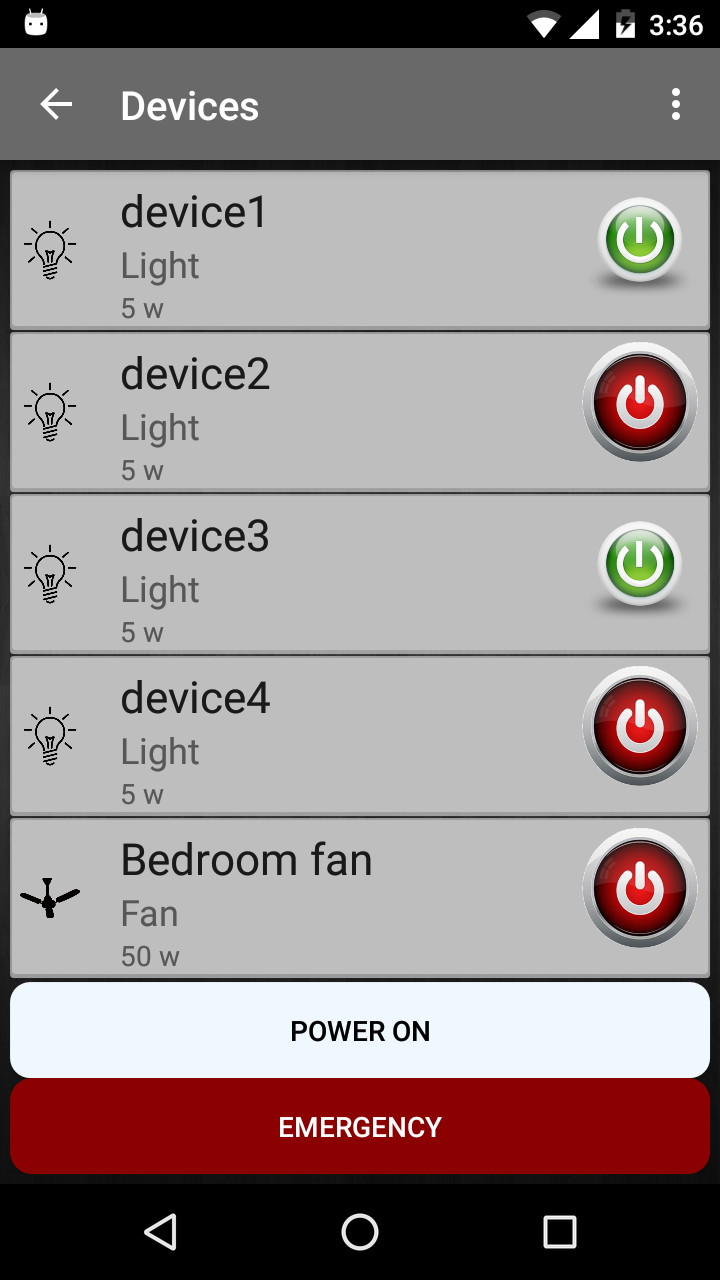 3:36
Devices
device1
Light
5 w
device2
Light
5 w
device3
Light
5 w
device4
Light
5 w
Bedroom fan
Fan
50 w
POWER ON
EMERGENCY